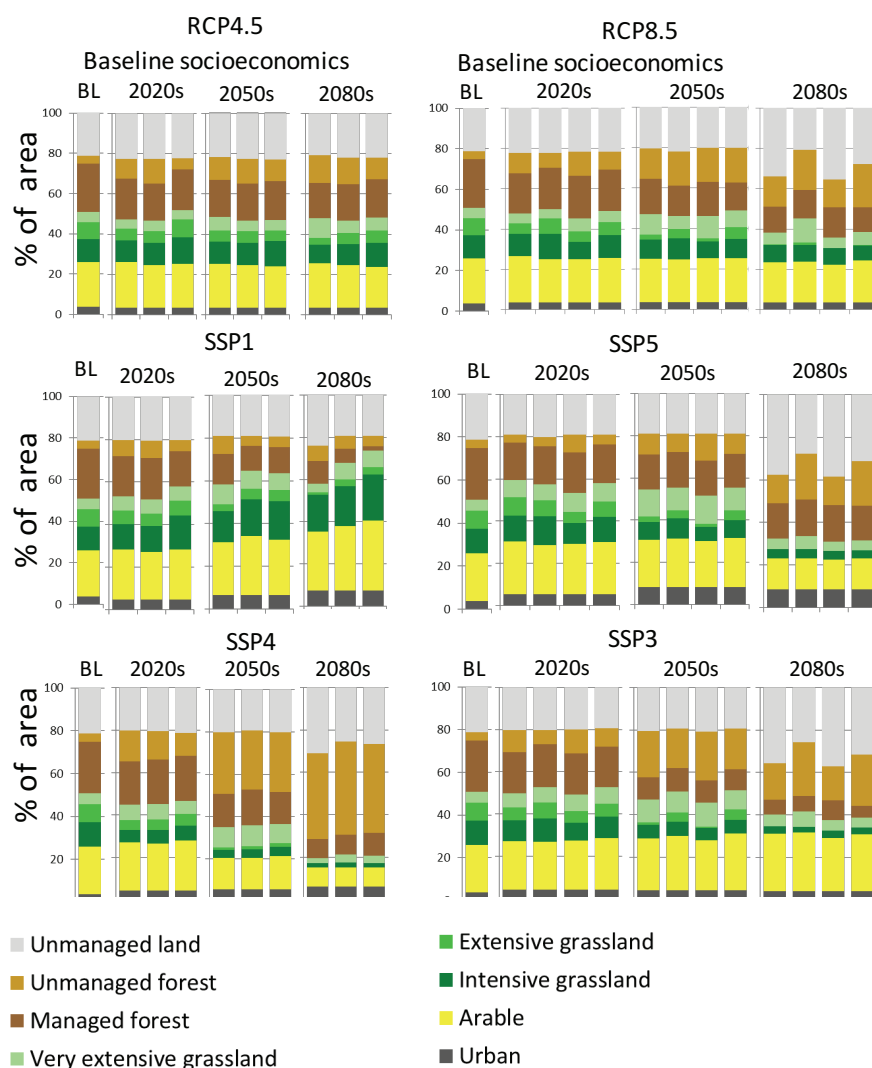 RCP4.5
Baseline socioeconomics
BL 2020s 2050s 2080s
100
80
60
40
20
0
% of area
RCP8.5
Baseline socioeconomics
BL 2020s 2050s 2080s
100
80
60
40
20
0
% of area
SSP1
BL 2020s 2050s 2080s
100
80
60
40
20
0
% of area
SSP5
BL 2020s 2050s 2080s
100
80
60
40
20
0
SSP4
BL 2020s 2050s 2080s
100
80
60
40
20
% of area
SSP3
BL 2020s 2050s 2080s
100
80
60
40
20
Unmanaged land
Unmanaged forest
Managed forest
Very extensive grassland
Extensive grassland
Intensive grassland
Arable
Urban